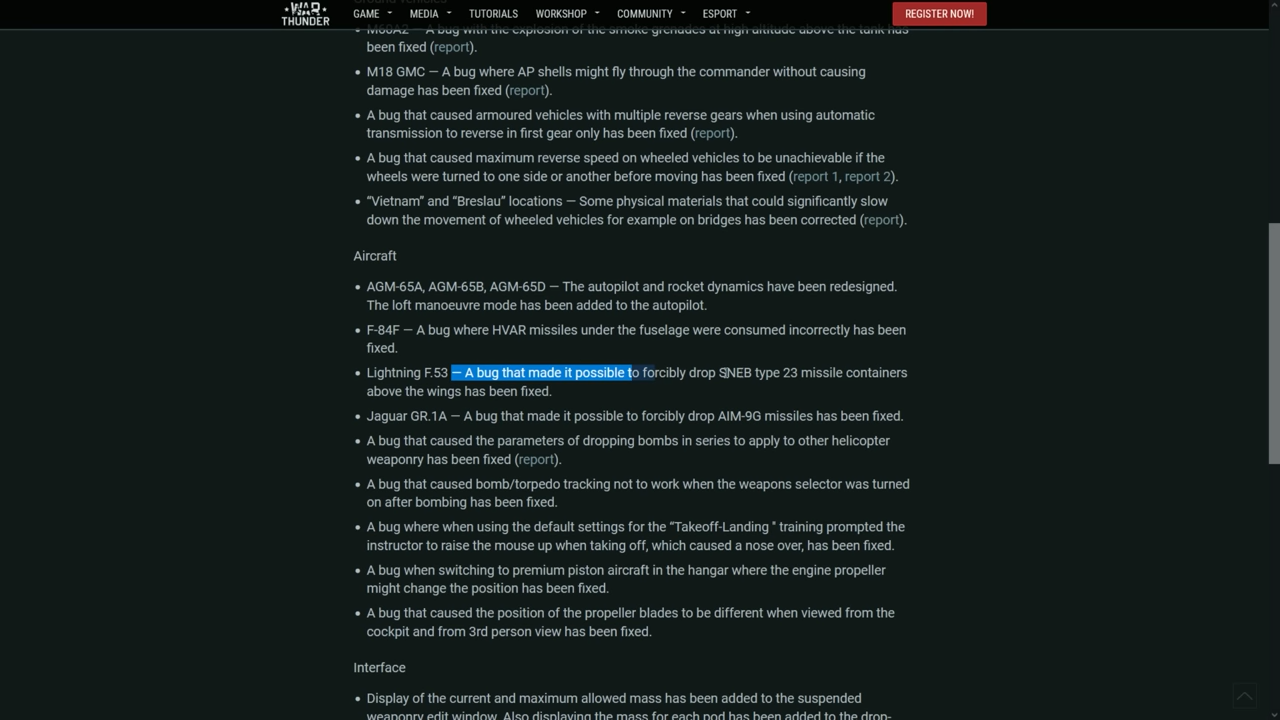 WAR THUNDER
GAME MEDIA TUTORIALS WORKSHOP COMMUNITY ESPORT REGISTER NOW!
Ground vehicles
M60A2 — A bug with the explosion of the smoke grenades at high altitude above the tank has
been fixed (report).
M18 GMC — A bug where AP shells might fly through the commander without causing
damage has been fixed (report).
A bug that caused armoured vehicles with multiple reverse gears when using automatic
transmission to reverse in first gear only has been fixed (report).
A bug that caused maximum reverse speed on wheeled vehicles to be unachievable if the
wheels were turned to one side or another before moving has been fixed (report 1, report 2).
“Vietnam” and “Breslau” locations — Some physical materials that could significantly slow
down the movement of wheeled vehicles for example on bridges has been corrected (report).
Aircraft
AGM-65A, AGM-65B, AGM-65D — The autopilot and rocket dynamics have been redesigned.
The loft manoeuvre mode has been added to the autopilot.
F-84F — A bug where HVAR missiles under the fuselage were consumed incorrectly has been
fixed.
Lightning F.53 — A bug that made it possible to forcibly drop SNEB type 23 missile containers
above the wings has been fixed.
Jaguar GR.1A — A bug that made it possible to forcibly drop AIM-9G missiles has been fixed.
A bug that caused the parameters of dropping bombs in series to apply to other helicopter
weaponry has been fixed (report).
A bug that caused bomb/torpedo tracking not to work when the weapons selector was turned
on after bombing has been fixed.
A bug where when using the default settings for the “Takeoff-Landing " training prompted the
instructor to raise the mouse up when taking off, which caused a nose over, has been fixed.
A bug when switching to premium piston aircraft in the hangar where the engine propeller
might change the position has been fixed.
A bug that caused the position of the propeller blades to be different when viewed from the
cockpit and from 3rd person view has been fixed.
Interface
Display of the current and maximum allowed mass has been added to the suspended
weaponry edit window. Also displaying the mass for each pod has been added to the drop-